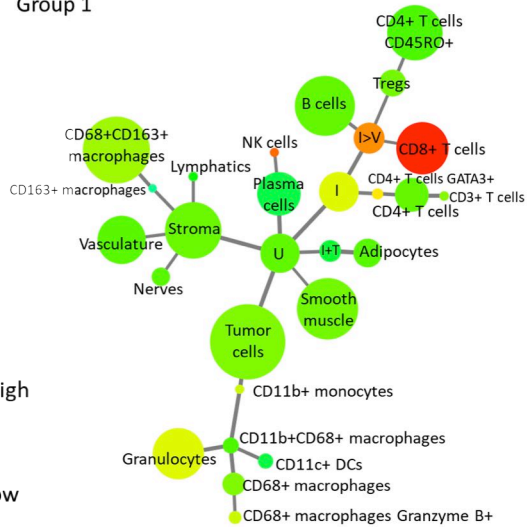 Group 1
CD4+ T cells
CD45RO+
Tregs
B cells
I>V
CD8+ T cells
NK cells
CD68+CD163+
macrophages
Lymphatics
CD163+ macrophages
Plasma
cells
I
CD4+ T cells GATA3+
CD3+ T cells
CD4+ T cells
Stroma
Vasculature
U
I+T
Adipocytes
Nerves
Smooth
muscle
Tumor
cells
CD11b+ monocytes
igh
CD11b+CD68+ macrophages
Granulocytes
CD11c+ DCs
CD68+ macrophages
ow
CD68+ macrophages Granzyme B+